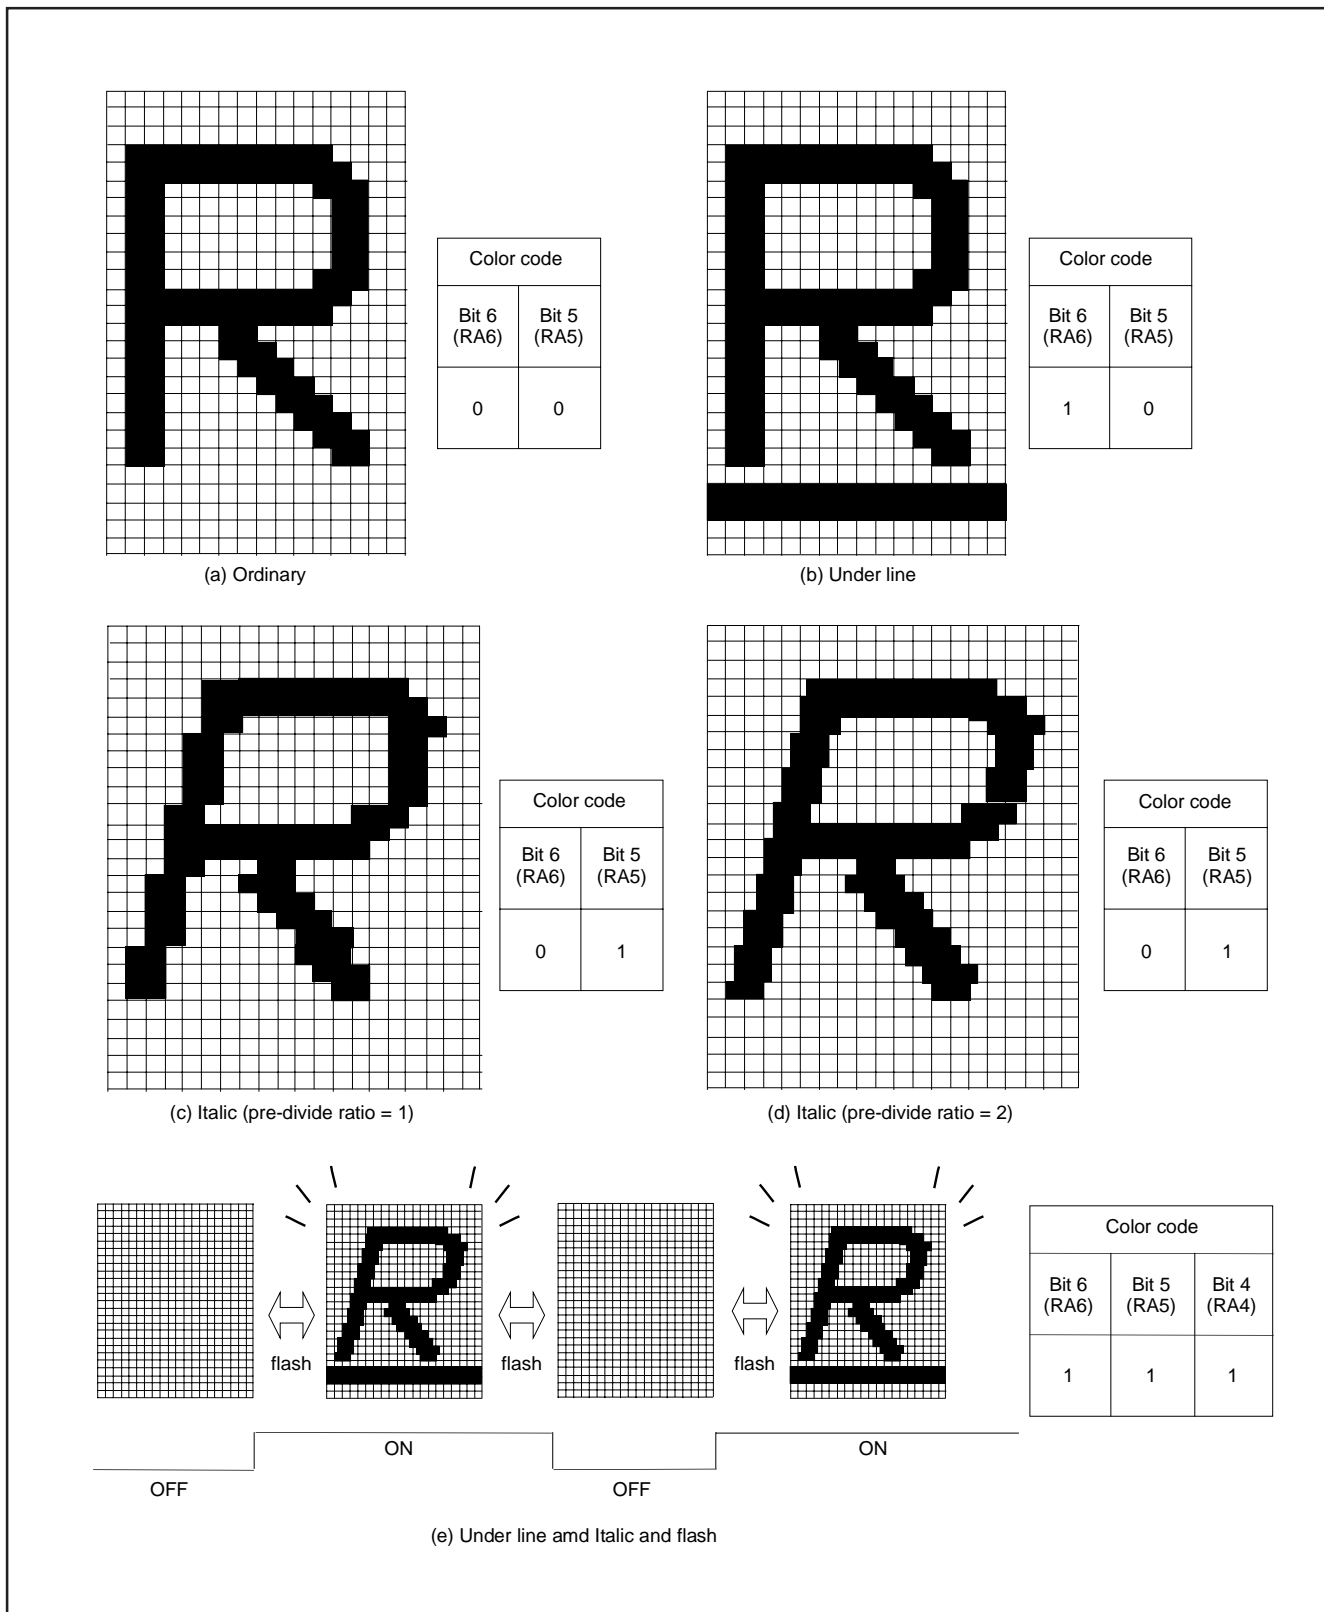 Color code
Bit 6 (RA6) Bit 5 (RA5)
0 0
(a) Ordinary
Color code
Bit 6 (RA6) Bit 5 (RA5)
1 0
(b) Under line
Color code
Bit 6 (RA6) Bit 5 (RA5)
0 1
(c) Italic (pre-divide ratio = 1)
Color code
Bit 6 (RA6) Bit 5 (RA5)
0 1
(d) Italic (pre-divide ratio = 2)
flash flash flash
Color code
Bit 6 (RA6) Bit 5 (RA5) Bit 4 (RA4)
1 1 1
OFF ON OFF ON
(e) Under line amd Italic and flash